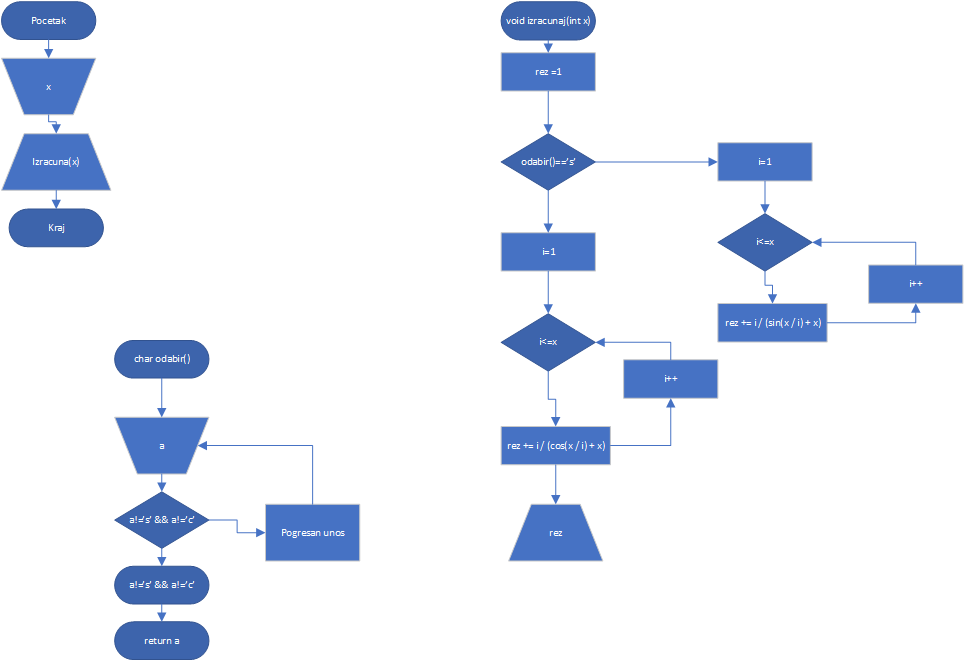 Pocetak
x
Izracuna(x)
Kraj
char odabir()
a
a!='s' && a!='c'
Pogresan unos
a!='s' && a!='c'
return a
void izracunaj(int x)
rez =1
odabir()=='s'
i=1
i<=x
i++
rez += i / (cos(x / i) + x)
rez
i=1
i<=x
i++
rez += i / (sin(x / i) + x)